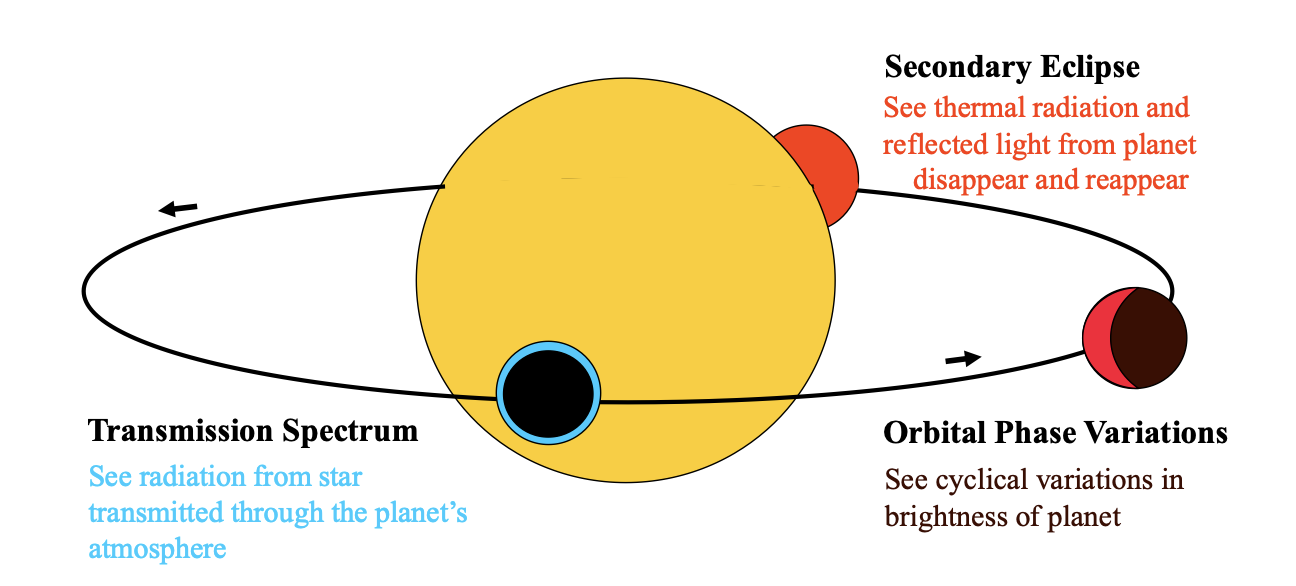 Secondary Eclipse
See thermal radiation and
reflected light from planet
disappear and reappear
Transmission Spectrum
See radiation from star
transmitted through the planet’s
atmosphere
Orbital Phase Variations
See cyclical variations in
brightness of planet